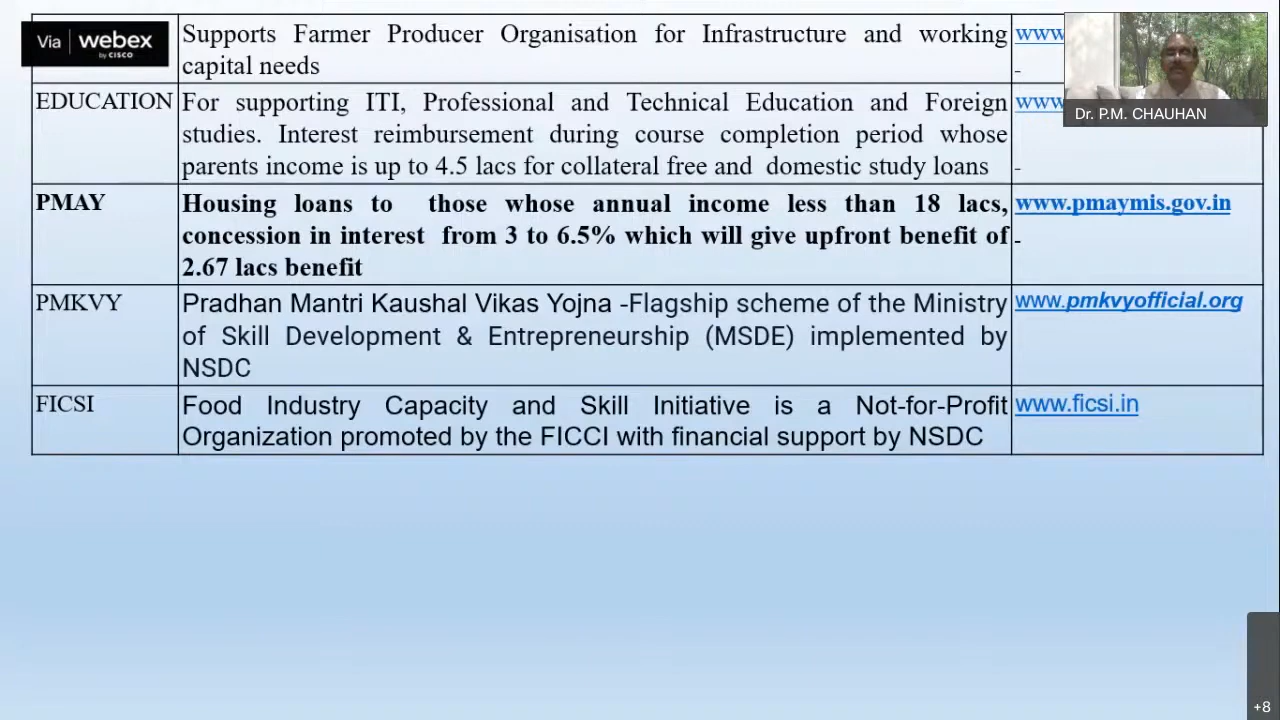 Via webex
by CISCO
Supports Farmer Producer Organisation for Infrastructure and working
capital needs
www
-
Dr. P.M. CHAUHAN
EDUCATION
For supporting ITI, Professional and Technical Education and Foreign
studies. Interest reimbursement during course completion period whose
parents income is up to 4.5 lacs for collateral free and domestic study loans
www
-
PMAY
Housing loans to those whose annual income less than 18 lacs,
concession in interest from 3 to 6.5% which will give upfront benefit of
2.67 lacs benefit
www.pmaymis.gov.in
-
PMKVY
Pradhan Mantri Kaushal Vikas Yojna -Flagship scheme of the Ministry
of Skill Development & Entrepreneurship (MSDE) implemented by
NSDC
www.pmkvyofficial.org
FICSI
Food Industry Capacity and Skill Initiative is a Not-for-Profit
Organization promoted by the FICCI with financial support by NSDC
www.ficsi.in
+8